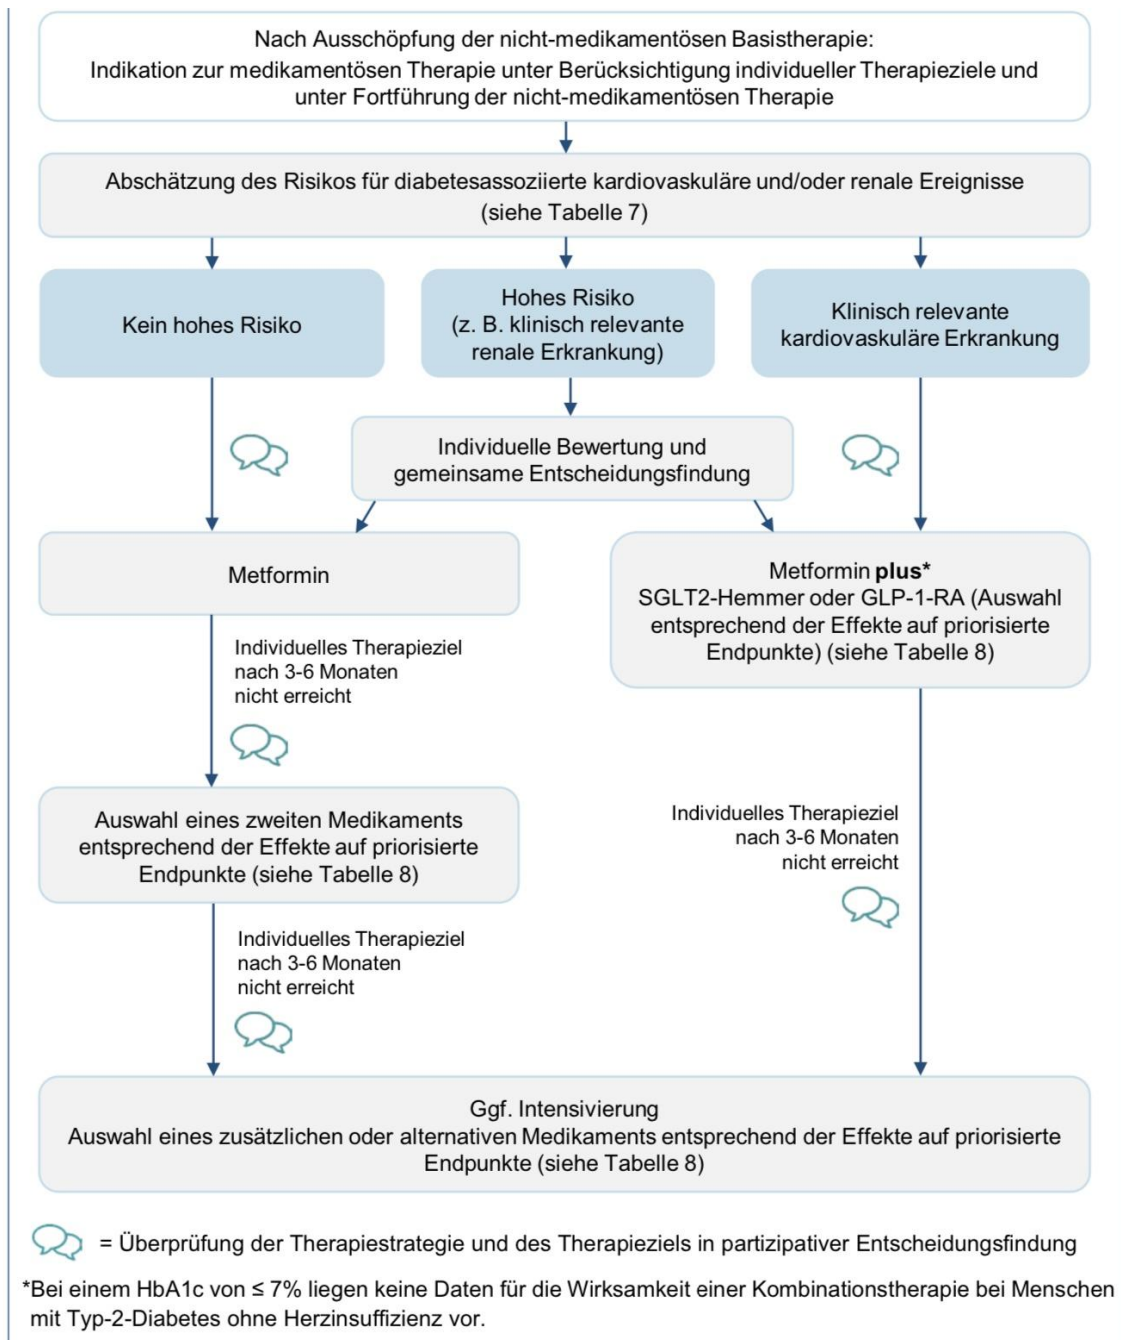 Nach Ausschöpfung der nicht-medikamentösen Basistherapie:
Indikation zur medikamentösen Therapie unter Berücksichtigung individueller Therapieziele und
unter Fortführung der nicht-medikamentösen Therapie
Abschätzung des Risikos für diabetesassoziierte kardiovaskuläre und/oder renale Ereignisse
(siehe Tabelle 7)
Kein hohes Risiko
Hohes Risiko
(z. B. klinisch relevante
renale Erkrankung)
Klinisch relevante
kardiovaskuläre Erkrankung
Individuelle Bewertung und
gemeinsame Entscheidungsfindung
Metformin
Metformin plus*
SGLT2-Hemmer oder GLP-1-RA (Auswahl
entsprechend der Effekte auf priorisierte
Endpunkte) (siehe Tabelle 8)
Individuelles Therapieziel
nach 3-6 Monaten
nicht erreicht
Auswahl eines zweiten Medikaments
entsprechend der Effekte auf priorisierte
Endpunkte (siehe Tabelle 8)
Individuelles Therapieziel
nach 3-6 Monaten
nicht erreicht
Individuelles Therapieziel
nach 3-6 Monaten
nicht erreicht
Ggf. Intensivierung
Auswahl eines zusätzlichen oder alternativen Medikaments entsprechend der Effekte auf priorisierte
Endpunkte (siehe Tabelle 8)
= Überprüfung der Therapiestrategie und des Therapieziels in partizipativer Entscheidungsfindung
*Bei einem HbA1c von ≤ 7% liegen keine Daten für die Wirksamkeit einer Kombinationstherapie bei Menschen
mit Typ-2-Diabetes ohne Herzinsuffizienz vor.